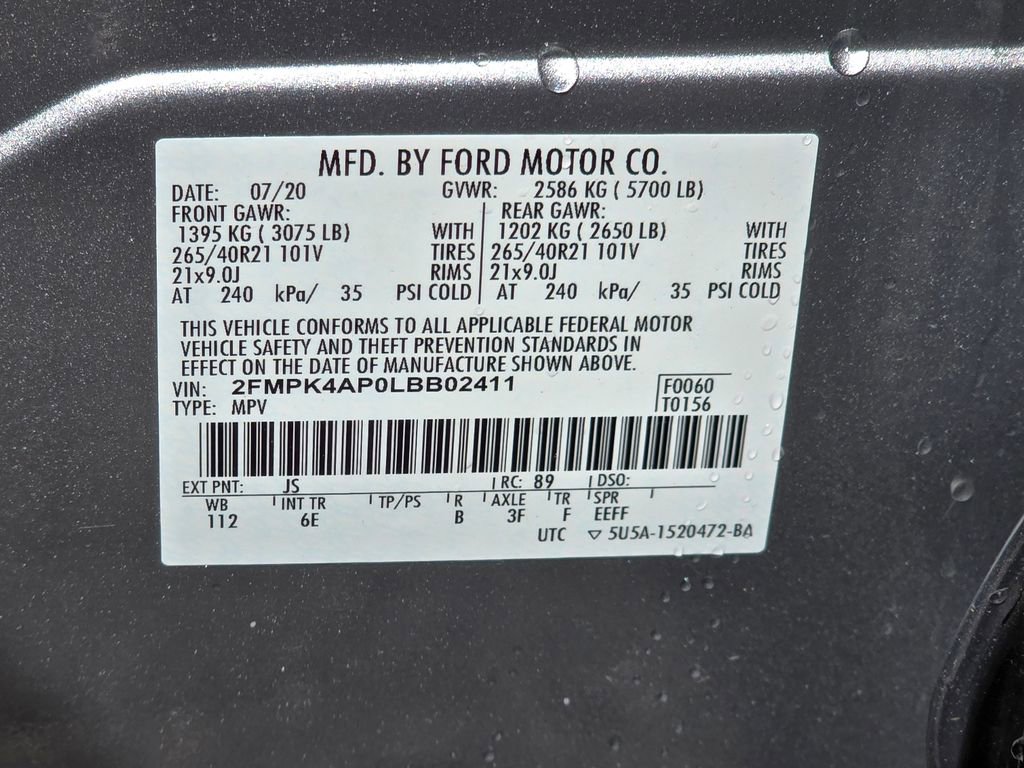 MFD. BY FORD MOTOR CO.
DATE: 07/20 GVWR: 2586 KG ( 5700 LB)
FRONT GAWR: REAR GAWR:
1395 KG ( 3075 LB) WITH 1202 KG ( 2650 LB) WITH
265/40R21 101V TIRES 265/40R21 101V TIRES
21x9.0J RIMS 21x9.0J RIMS
AT 240 kPa/ 35 PSI COLD AT 240 kPa/ 35 PSI COLD
THIS VEHICLE CONFORMS TO ALL APPLICABLE FEDERAL MOTOR
VEHICLE SAFETY AND THEFT PREVENTION STANDARDS IN
EFFECT ON THE DATE OF MANUFACTURE SHOWN ABOVE.
VIN: 2FMPK4AP0LBB02411 F0060
TYPE: MPV T0156
EXT PNT: JS RC: 89 DSO:
WB INT TR TP/PS R AXLE TR SPR
112 6E B 3F F EEFF
UTC ▽ 5U5A-1520472-BA